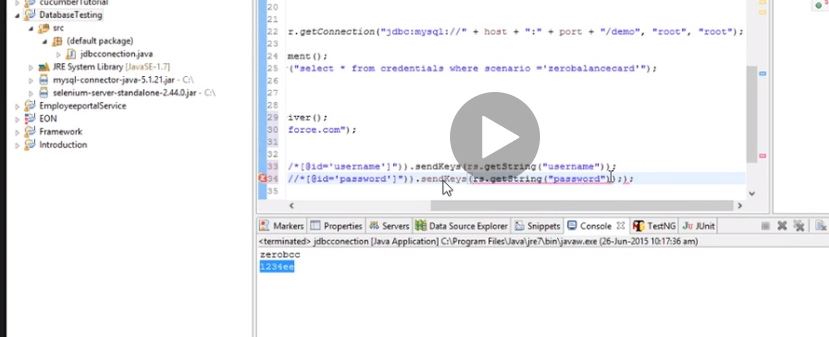 cucumberTutorial
DatabaseTesting
src
(default package)
jdbcconection.java
JRE System Library [JavaSE-1.7]
mysql-connector-java-5.1.21.jar - C:\
selenium-server-standalone-2.44.0.jar - C:\
EmployeeportalService
EON
Framework
Introduction
20
21
22 r.getConnection("jdbc:mysql://" + host + ":" + port + "/demo", "root", "root");
23
24 ment();
25 ("select * from credentials where scenario ='zerobalancecard'");
26
27
28
29 iver();
30 force.com");
31
32
33 /*[@id='username']")).sendKeys(rs.getString("username"));
34 //*[@id='password']")).sendKeys(rs.getString("password"));););
35
Markers Properties Servers Data Source Explorer Snippets Console TestNG JUnit
<terminated> jdbcconection [Java Application] C:\Program Files\Java\jre7\bin\javaw.exe (26-Jun-2015 10:17:36 am)
zerobcc
1234ee